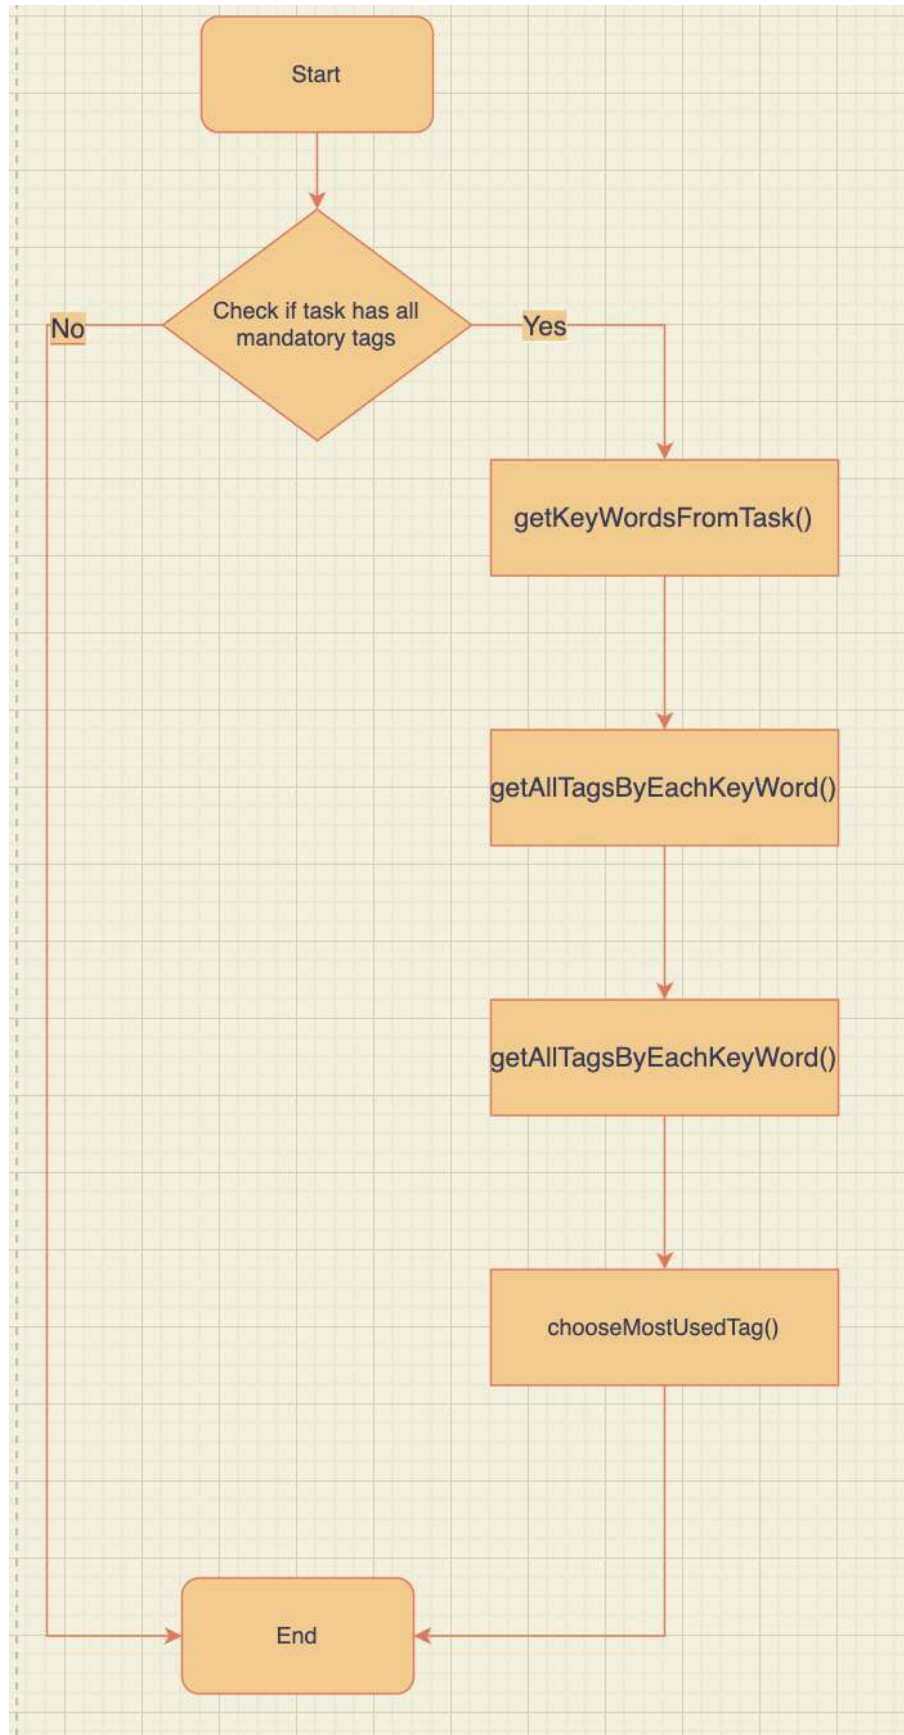 Start
Check if task has all
mandatory tags
No
Yes
getKeyWordsFromTask()
getAllTagsByEachKeyWord()
getAllTagsByEachKeyWord()
chooseMostUsedTag()
End